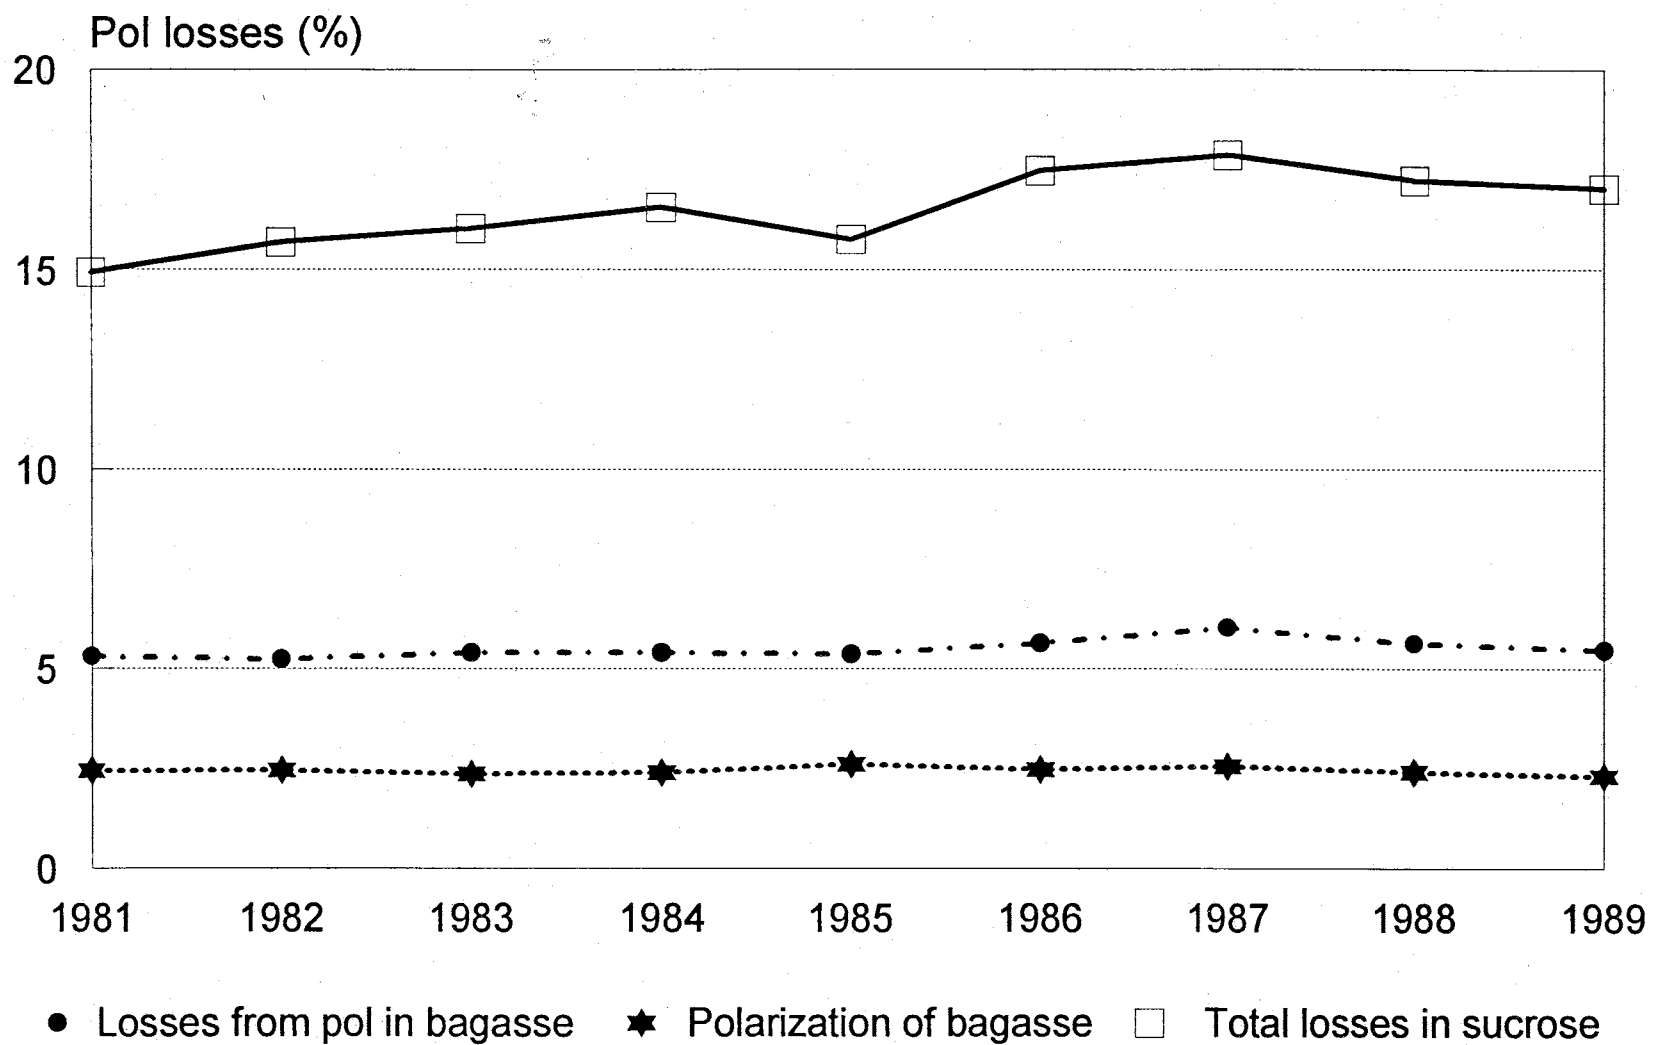 Pol losses (%)
20
15
10
5
0
1981 1982 1983 1984 1985 1986 1987 1988 1989
Losses from pol in bagasse Polarization of bagasse Total losses in sucrose